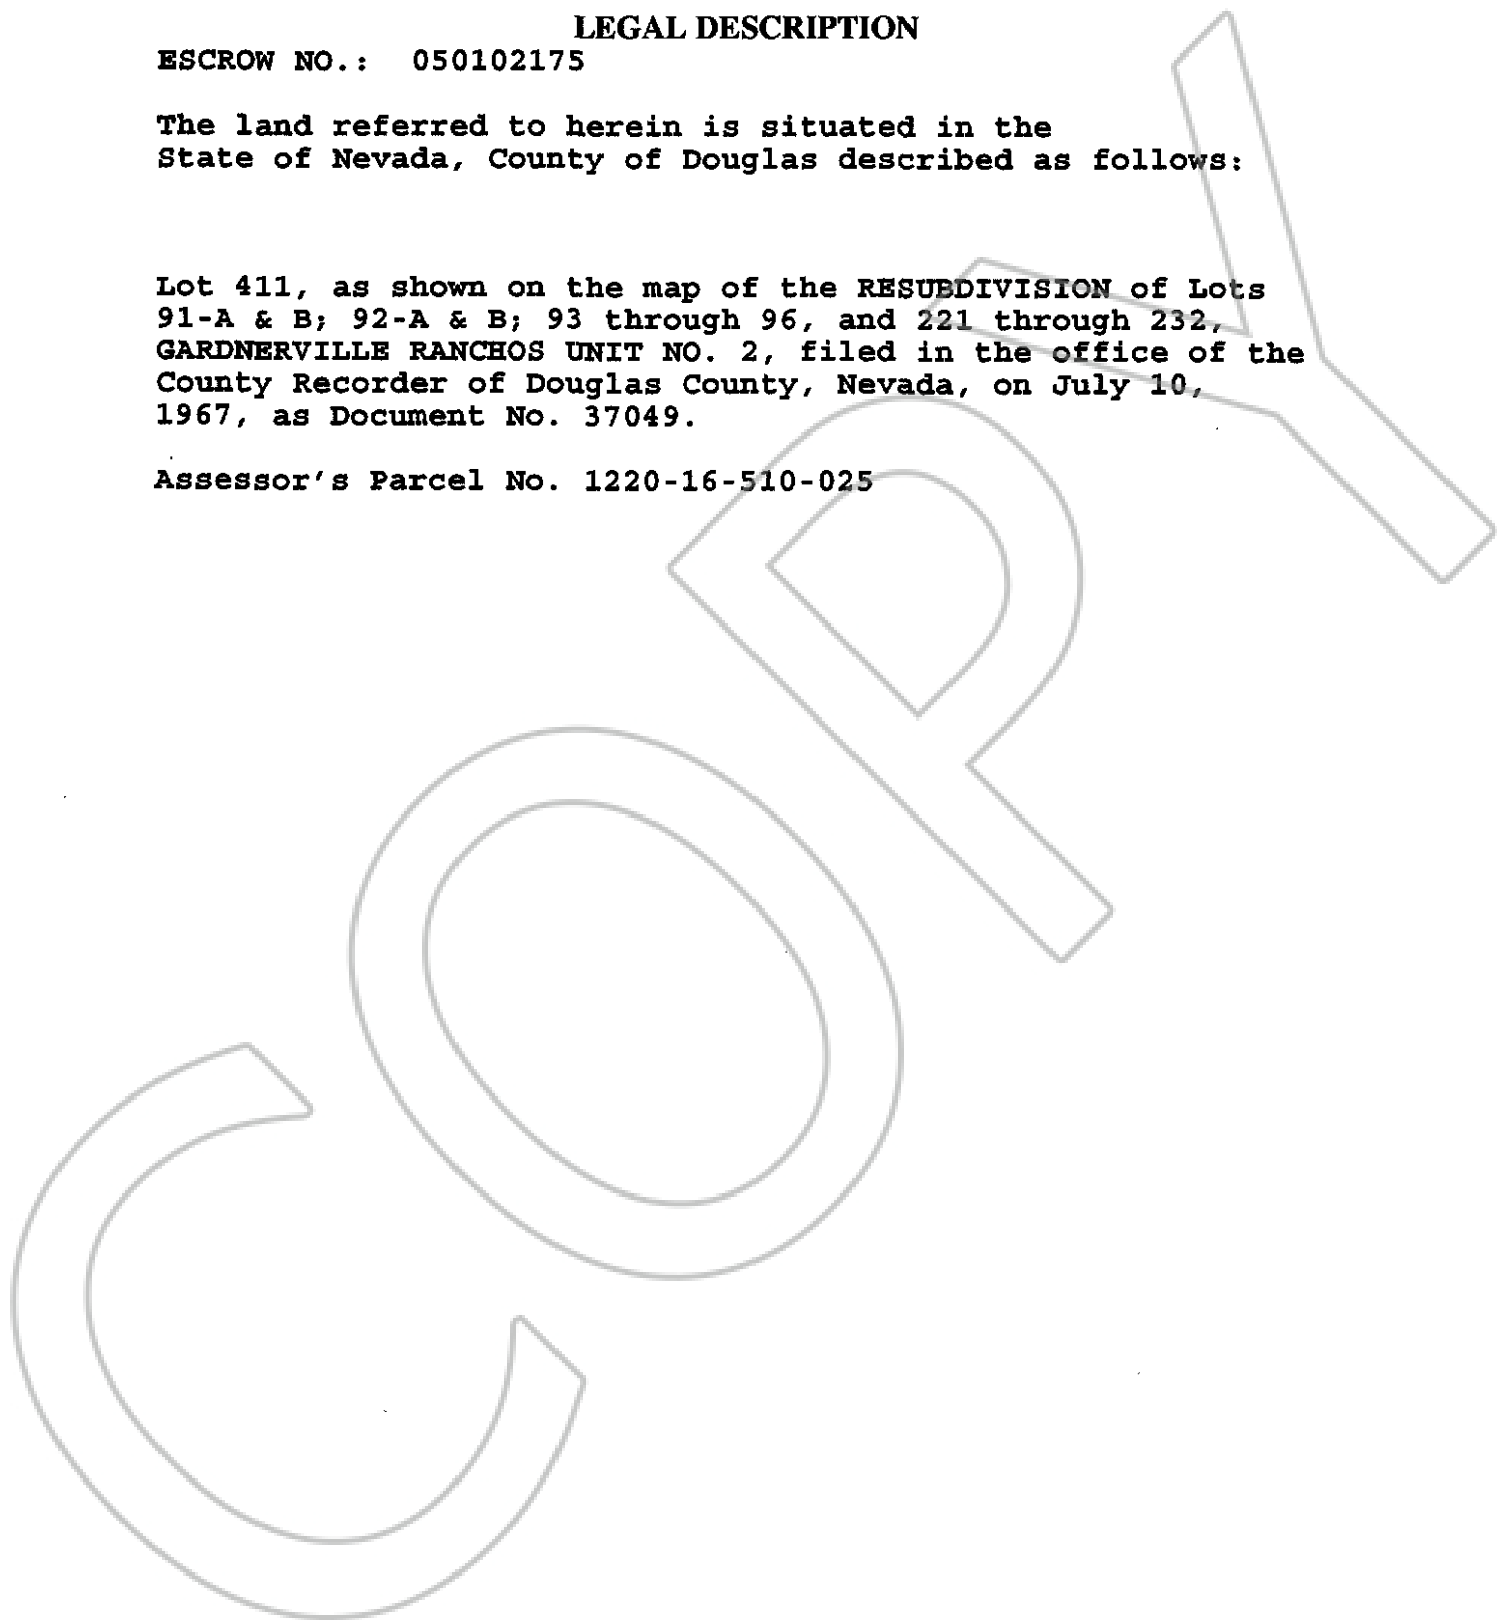 LEGAL DESCRIPTION
ESCROW NO.: 050102175
The land referred to herein is situated in the
State of Nevada, County of Douglas described as follows:
Lot 411, as shown on the map of the RESUBDIVISION of Lots
91-A & B; 92-A & B; 93 through 96, and 221 through 232,
GARDNERVILLE RANCHOS UNIT NO. 2, filed in the office of the
County Recorder of Douglas County, Nevada, on July 10,
1967, as Document No. 37049.
Assessor's Parcel No. 1220-16-510-025
COPY